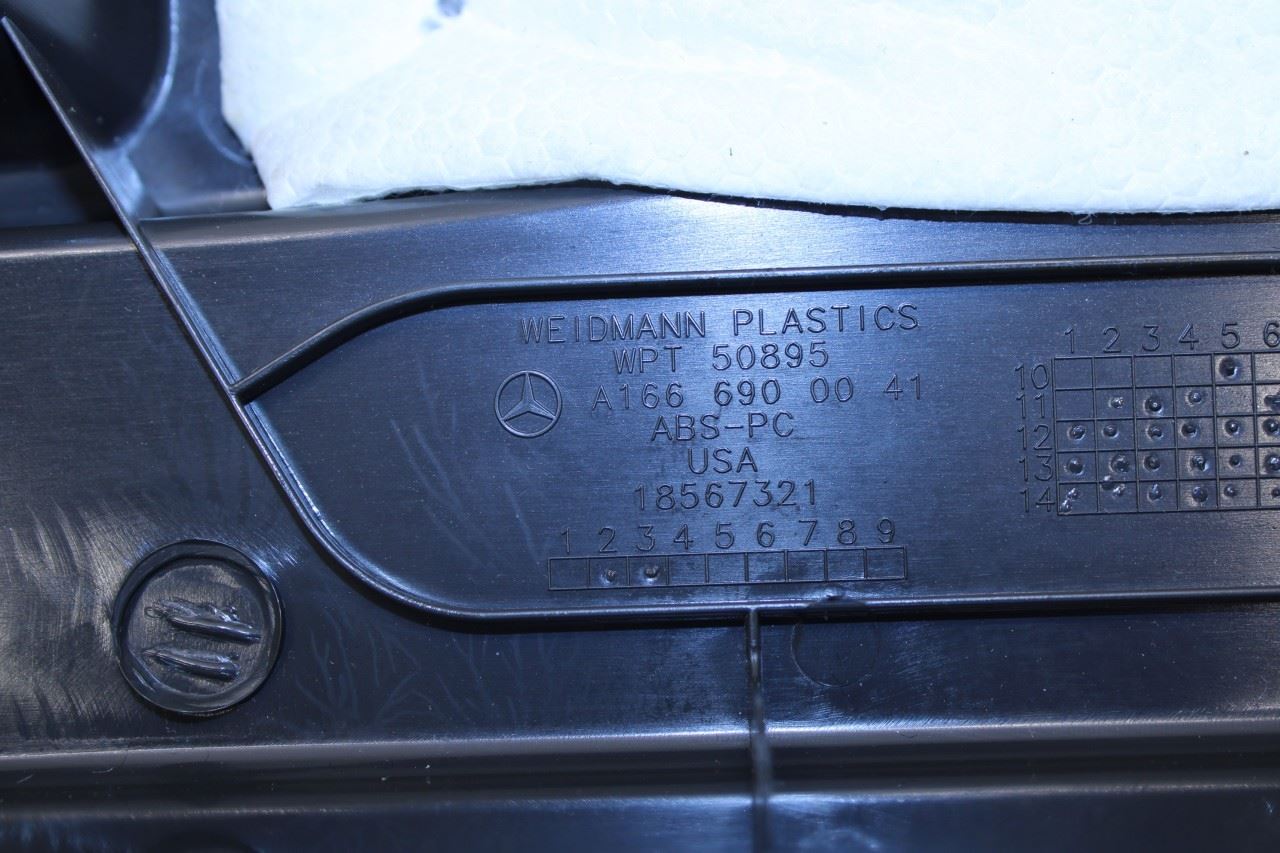 WEIDMANN PLASTICS
WPT 50895
A166 690 00 41
ABS-PC
USA
18567321
1 2 3 4 5 6 7 8 9
1 2 3 4 5 6
10
11
12
13
14